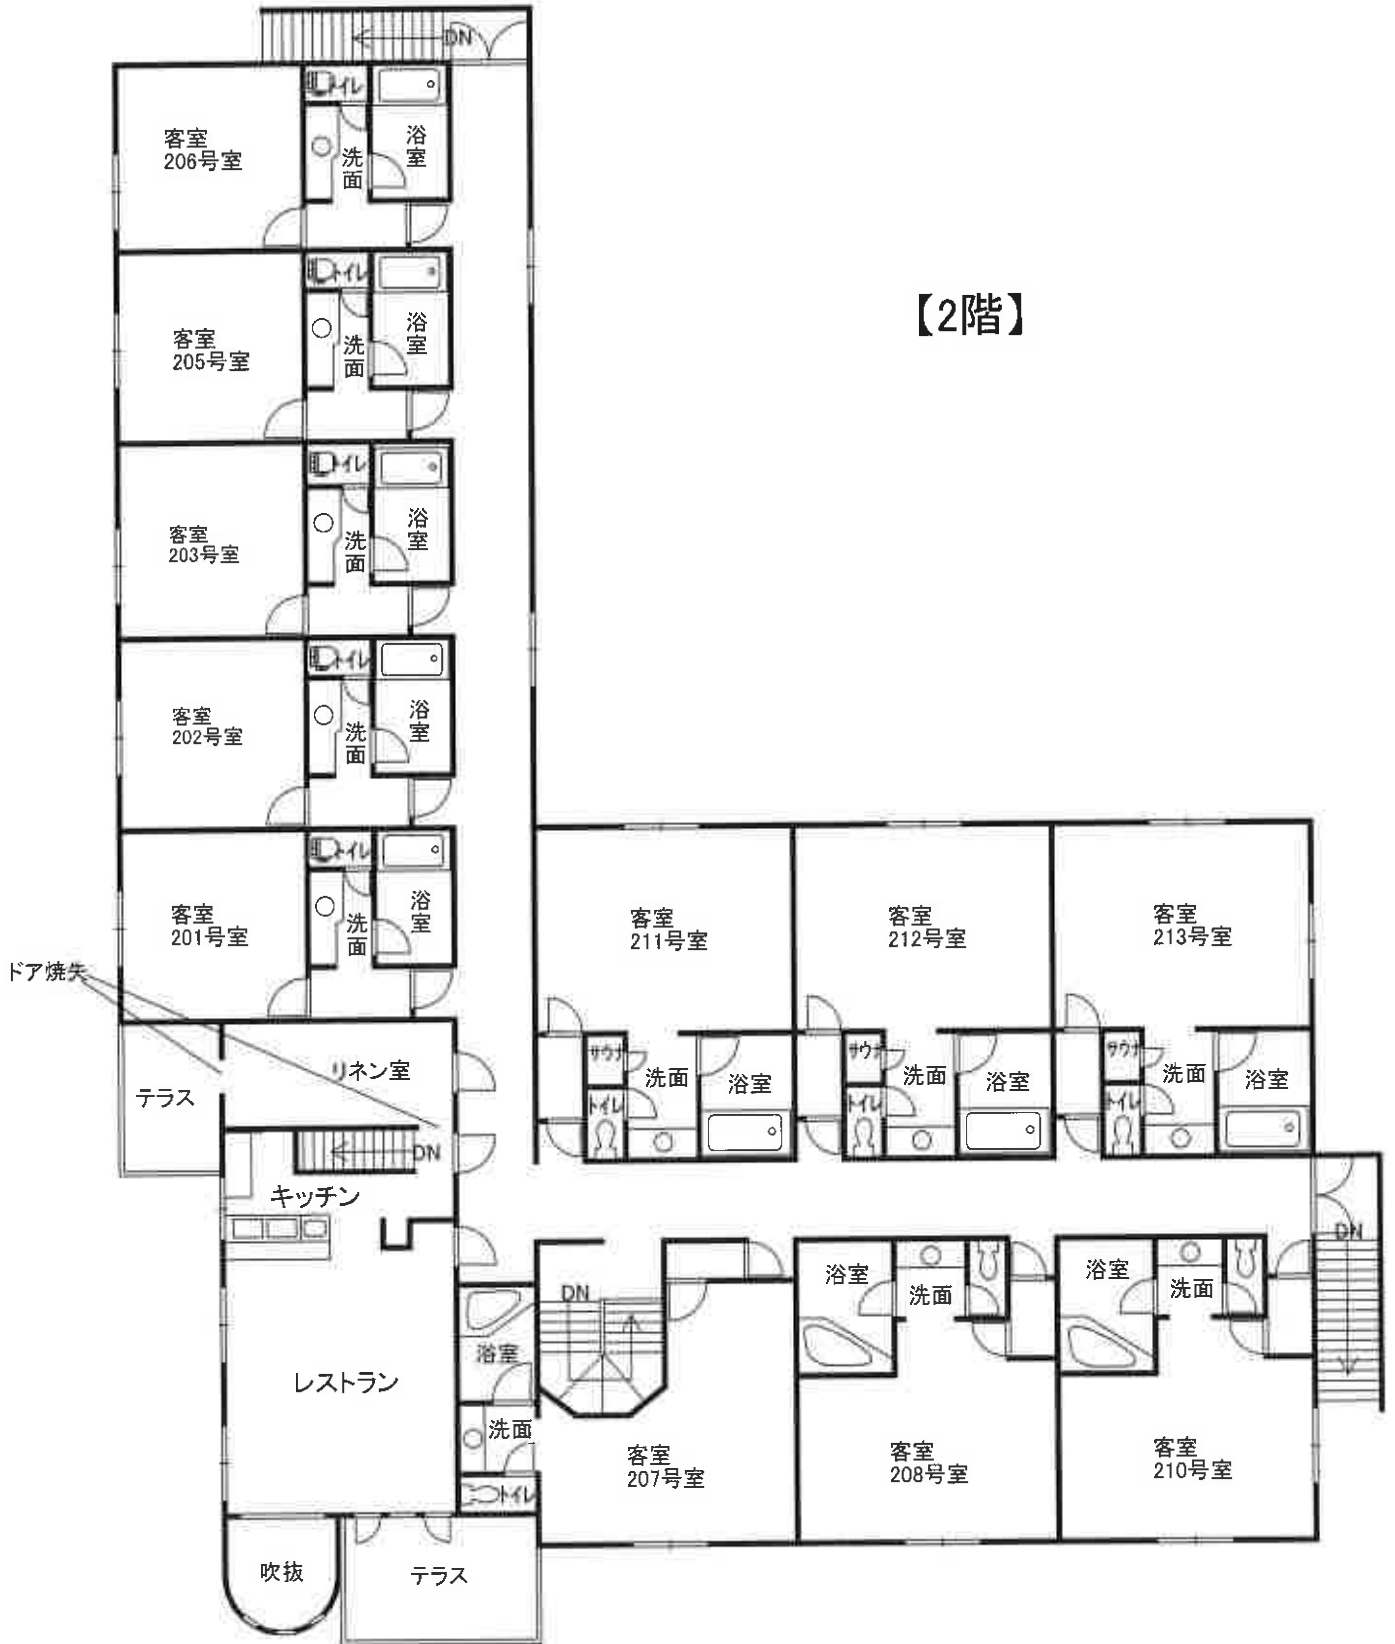 DN
トイレ
浴室
客室
206号室
洗面
トイレ
浴室
客室
205号室
洗面
【2階】
トイレ
浴室
客室
203号室
洗面
トイレ
浴室
客室
202号室
洗面
トイレ
浴室
客室
201号室
洗面
客室
211号室
客室
212号室
客室
213号室
ドア焼失
リネン室
テラス
サウナ
洗面
浴室
トイレ
サウナ
洗面
浴室
トイレ
サウナ
洗面
浴室
トイレ
DN
キッチン
DN
DN
浴室
洗面
浴室
洗面
浴室
レストラン
洗面
トイレ
客室
207号室
客室
208号室
客室
210号室
吹抜
テラス